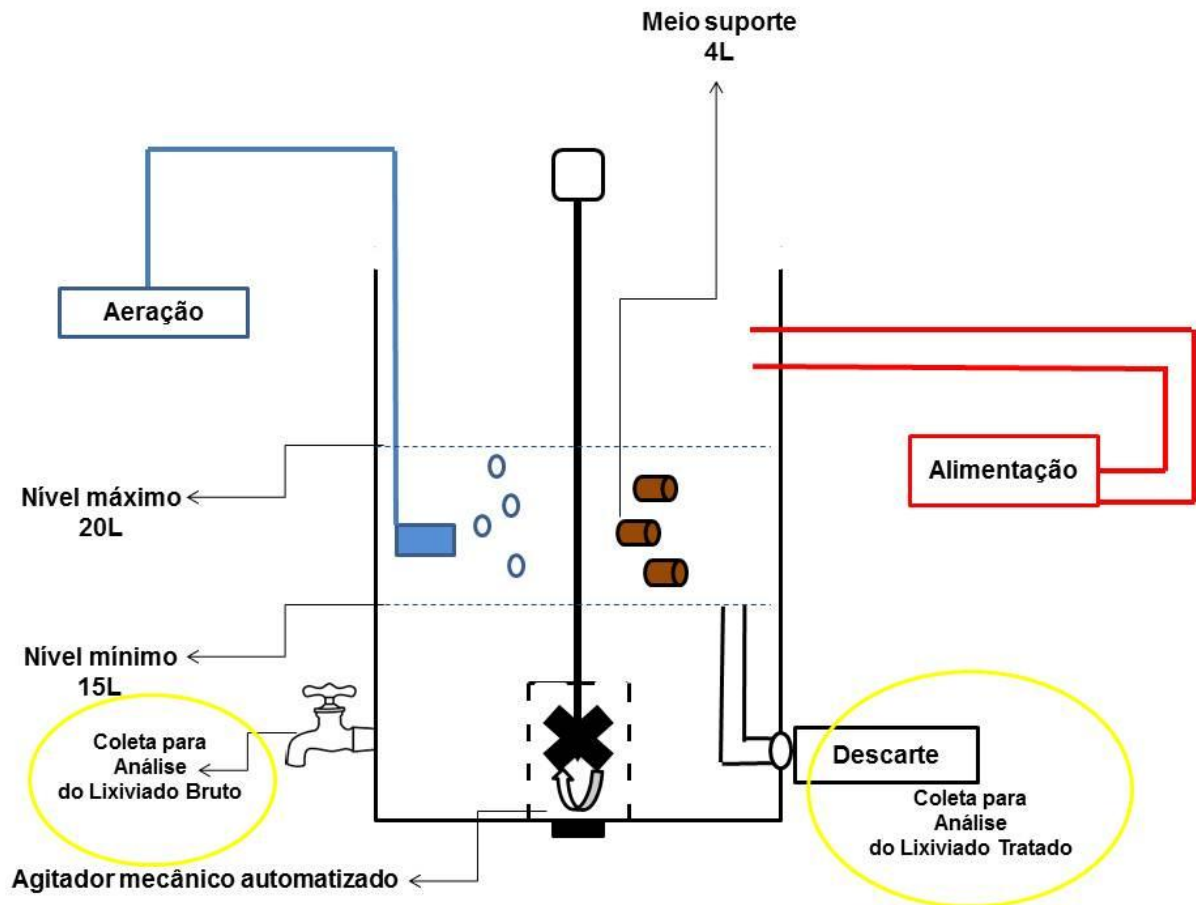 Meio suporte
4L
Aeração
Alimentação
Nível máximo
20L
Nível mínimo
15L
Coleta para
Análise
do Lixiviado Bruto
Descarte
Coleta para
Análise
do Lixiviado Tratado
Agitador mecânico automatizado